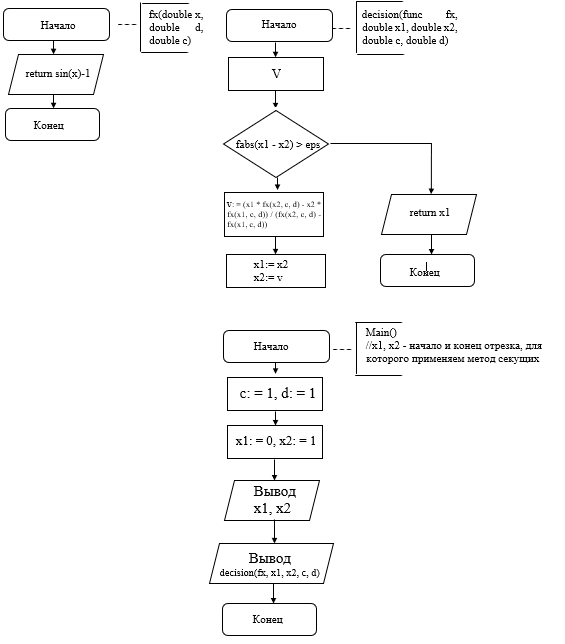 Начало
fx(double x,
double d,
double c)
return sin(x)-1
Конец
Начало
decision(func fx,
double x1, double x2,
double c, double d)
V
fabs(x1 - x2) > eps
V: = (x1 * fx(x2, c, d) - x2 *
fx(x1, c, d)) / (fx(x2, c, d) -
fx(x1, c, d))
x1:= x2
x2:= v
return x1
Конец
Начало
Main()
//x1, x2 - начало и конец отрезка, для
которого применяем метод секущих
c: = 1, d: = 1
x1: = 0, x2: = 1
Вывод
x1, x2
Вывод
decision(fx, x1, x2, c, d)
Конец